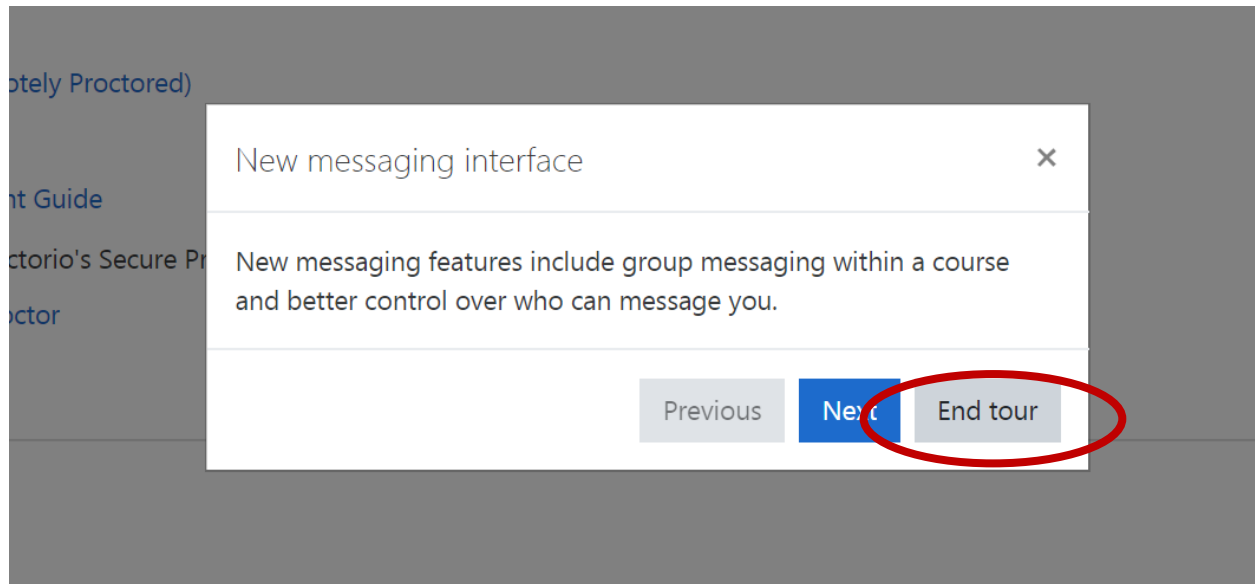 otely Proctored)
New messaging interface
nt Guide
ctorio's Secure Pr
New messaging features include group messaging within a course
and better control over who can message you.
octor
Previous Next End tour